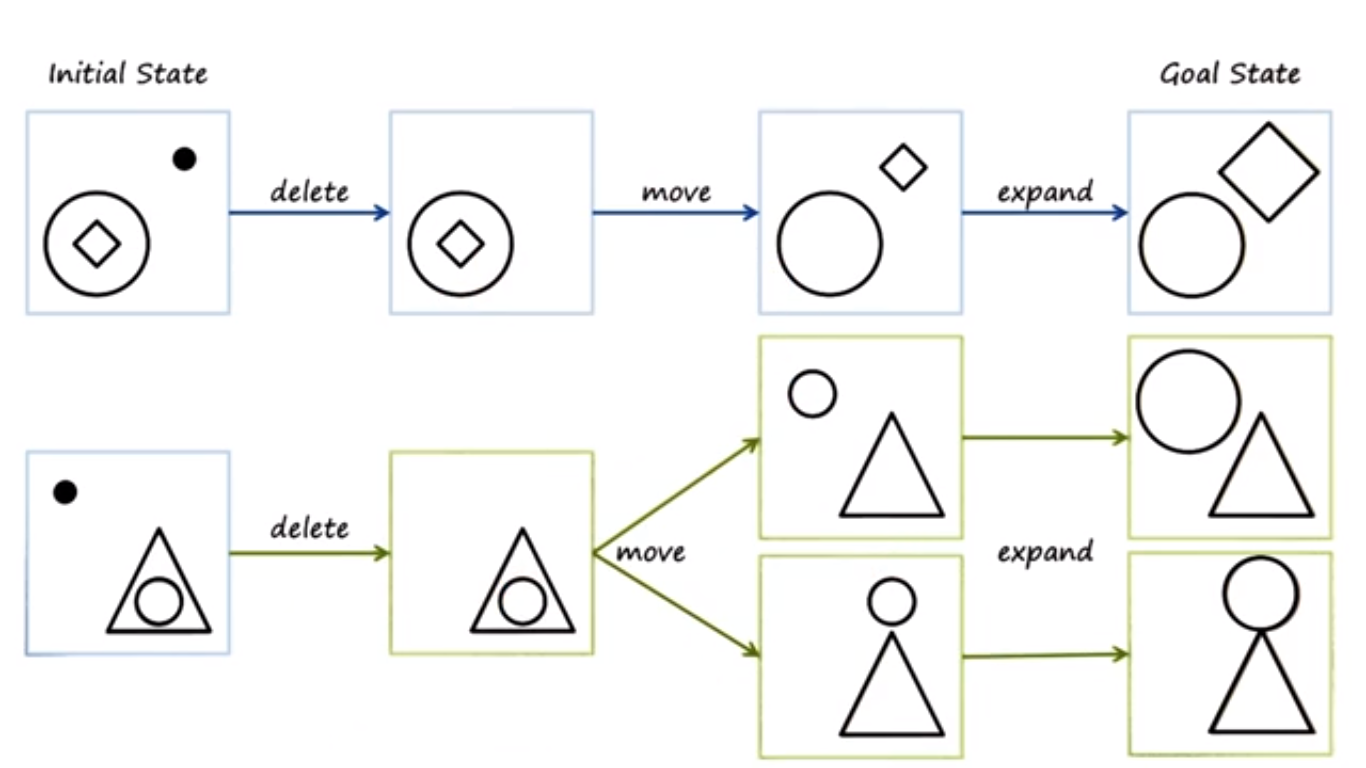 Initial State
Goal State
delete
move
expand
delete
move
expand